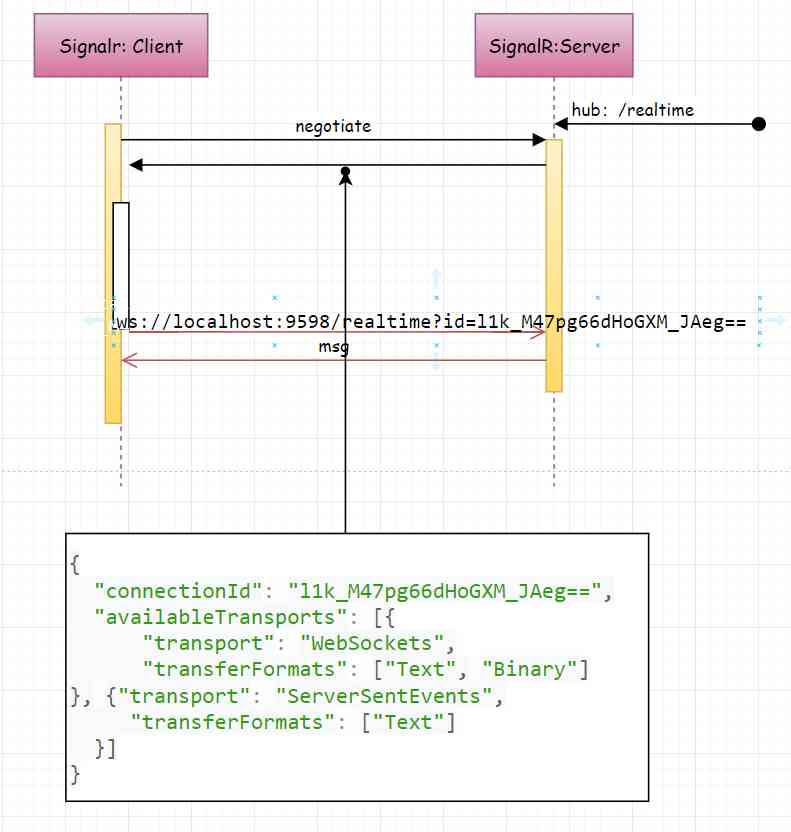 Signalr: Client
SignalR:Server
hub: /realtime
negotiate
ws://localhost:9598/realtime?id=l1k_M47pg66dHoGXM_JAeg==
msg
{
"connectionId": "l1k_M47pg66dHoGXM_JAeg==",
"availableTransports": [{
"transport": "WebSockets",
"transferFormats": ["Text", "Binary"]
}, {"transport": "ServerSentEvents",
"transferFormats": ["Text"]
}]
}